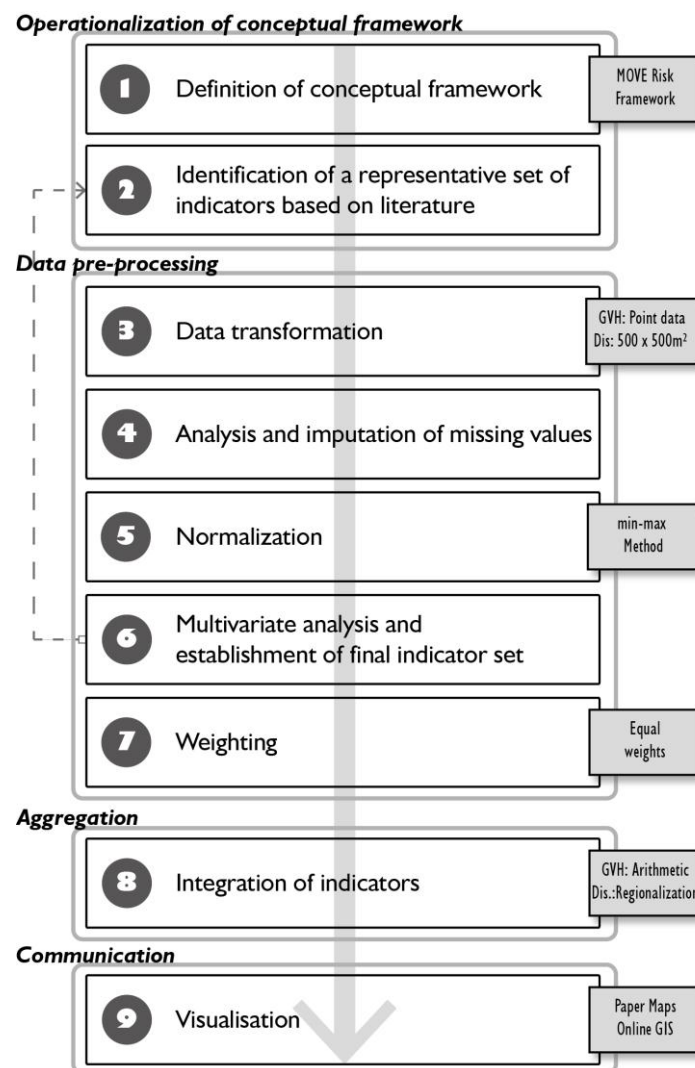 Operationalization of conceptual framework
1
Definition of conceptual framework
MOVE Risk
Framework
2
Identification of a representative set of
indicators based on literature
Data pre-processing
3
Data transformation
GVH: Point data
Dis: 500 x 500m²
4
Analysis and imputation of missing values
5
Normalization
min-max
Method
6
Multivariate analysis and
establishment of final indicator set
7
Weighting
Equal
weights
Aggregation
8
Integration of indicators
GVH: Arithmetic
Dis.:Regionalization
Communication
9
Visualisation
Paper Maps
Online GIS